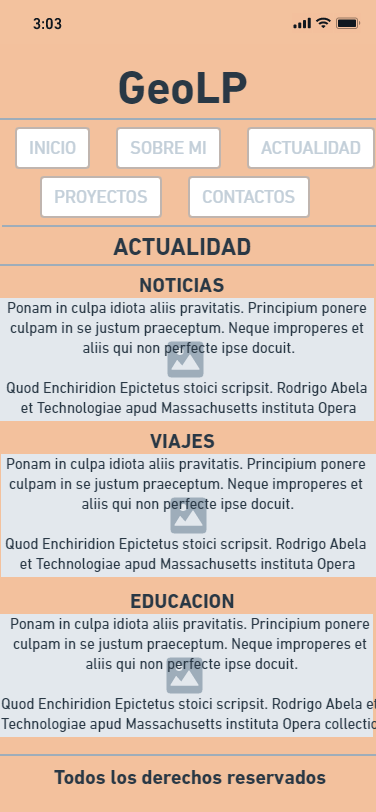 3:03
GeoLP
INICIO SOBRE MI ACTUALIDAD
PROYECTOS CONTACTOS
ACTUALIDAD
NOTICIAS
Ponam in culpa idiota aliis pravitatis. Principium ponere
culpam in se justum praeceptum. Neque improperes et
aliis qui non perfecte ipse docuit.
Quod Enchiridion Epictetus stoici scripsit. Rodrigo Abela
et Technologiae apud Massachusetts instituta Opera
VIAJES
Ponam in culpa idiota aliis pravitatis. Principium ponere
culpam in se justum praeceptum. Neque improperes et
aliis qui non perfecte ipse docuit.
Quod Enchiridion Epictetus stoici scripsit. Rodrigo Abela
et Technologiae apud Massachusetts instituta Opera
EDUCACION
Ponam in culpa idiota aliis pravitatis. Principium ponere
culpam in se justum praeceptum. Neque improperes et
aliis qui non perfecte ipse docuit.
Quod Enchiridion Epictetus stoici scripsit. Rodrigo Abela et
Technologiae apud Massachusetts instituta Opera collectio
Todos los derechos reservados